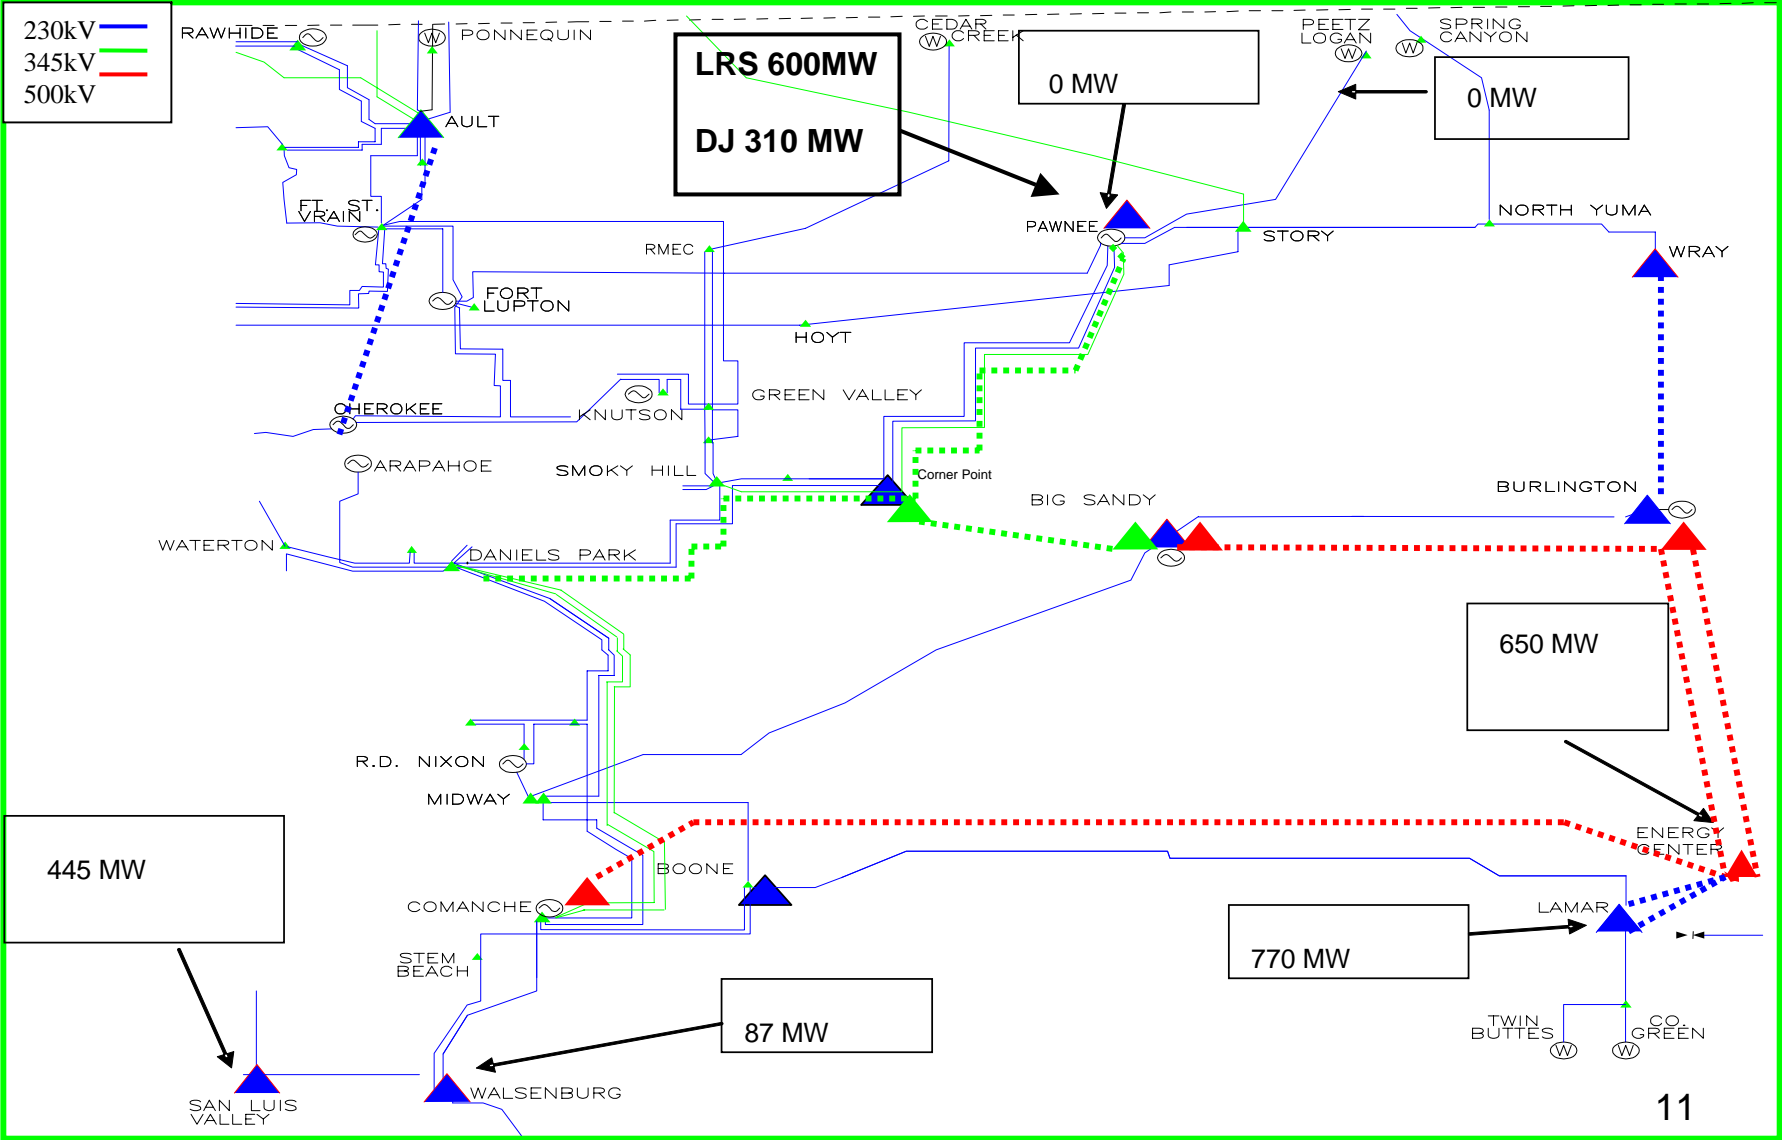 230kV
345kV
500kV
RAWHIDE
W
PONNEQUIN
CEDAR
W CREEK
PEETZ
LOGAN
W
SPRING
CANYON
W
LRS 600MW
DJ 310 MW
0 MW
0 MW
AULT
FT. ST.
VRAIN
RMEC
PAWNEE
STORY
NORTH YUMA
WRAY
FORT
LUPTON
HOYT
GREEN VALLEY
CHEROKEE
KNUTSON
ARAPAHOE
SMOKY HILL
Corner Point
BIG SANDY
BURLINGTON
WATERTON
DANIELS PARK
650 MW
R.D. NIXON
MIDWAY
ENERGY
CENTER
445 MW
BOONE
COMANCHE
LAMAR
STEM
BEACH
770 MW
87 MW
TWIN
BUTTES
W
CO.
GREEN
W
SAN LUIS
VALLEY
WALSENBURG
11